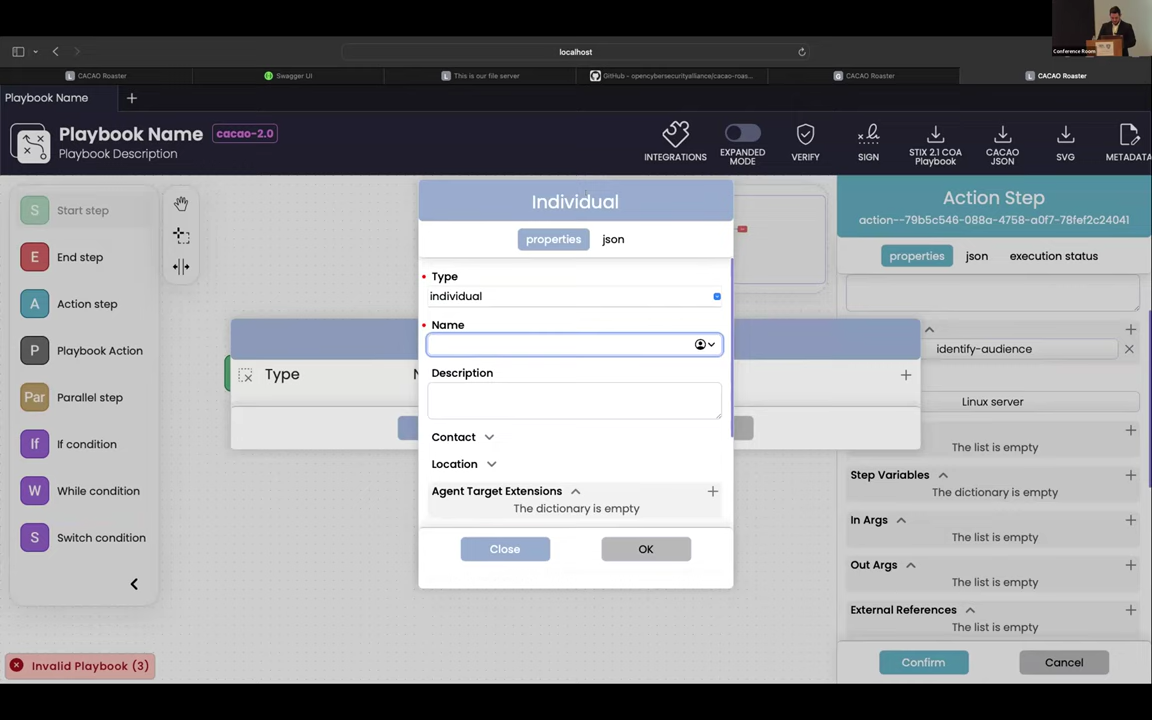 localhost
Conference Room
CACAO Roaster
Swagger UI
This is our file server
GitHub - opencybersecurityalliance/cacao-roas...
CACAO Roaster
CACAO Roaster
Playbook Name
Playbook Name
cacao-2.0
Playbook Description
INTEGRATIONS
EXPANDED
MODE
VERIFY
SIGN
STIX 2.1 COA
Playbook
CACAO
JSON
SVG
METADATA
S
Start step
E
End step
A
Action step
P
Playbook Action
Par
Parallel step
If
If condition
W
While condition
S
Switch condition
Type
Individual
properties
json
Type
individual
Name
Description
Contact
Location
Agent Target Extensions
The dictionary is empty
Close
OK
Action Step
action--79b5c546-088a-4758-a0f7-78fef2c24041
properties
json
execution status
identify-audience
Linux server
The list is empty
Step Variables
The dictionary is empty
In Args
The list is empty
Out Args
The list is empty
External References
The list is empty
Confirm
Cancel
Invalid Playbook (3)